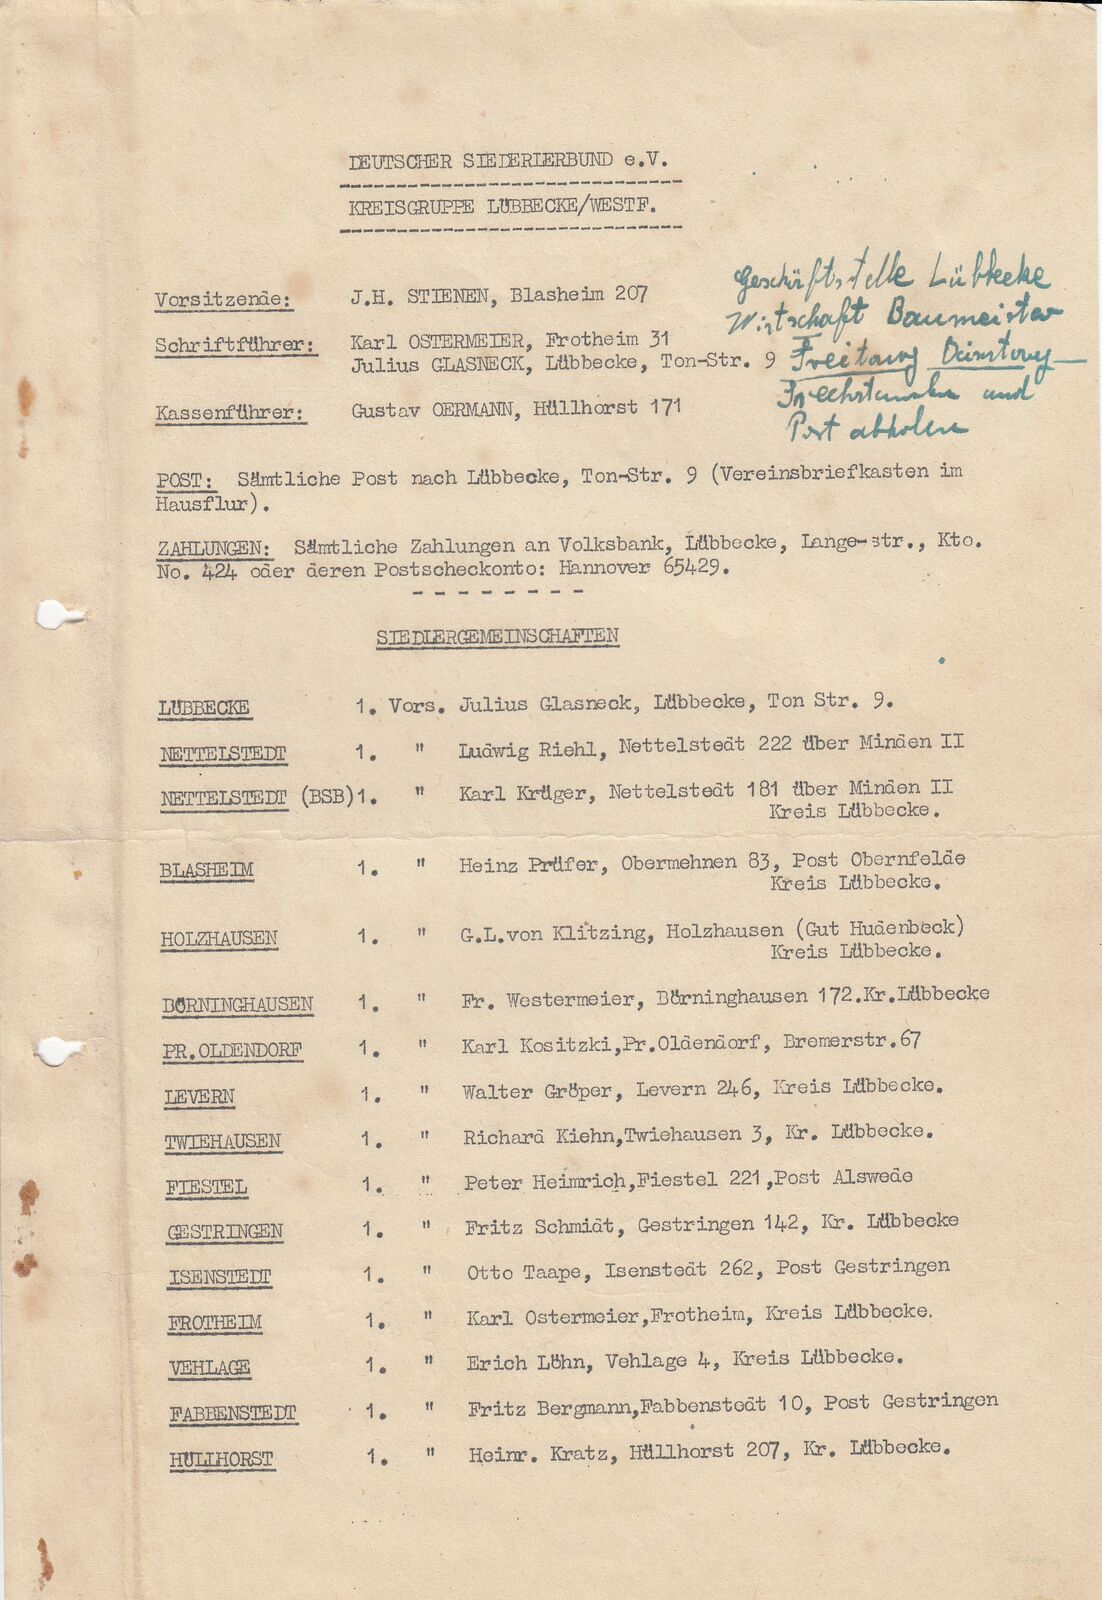 DEUTSCHER SIEDERLERBUND e.V.
KREISGRUPPE LÜBBECKE/WESTF.
Geschäftsstelle Lübbecke
Wirtschaft Baumeister
Freitaug
und
Post abholen
Vorsitzende: J.H. STIENEN, Blasheim 207
Schriftführer: Karl OSTERMEIER, Frotheim 31
Julius GLASNECK, Lübbecke, Ton-Str. 9
Kassenführer: Gustav OERMANN, Hüllhorst 171
POST: Sämtliche Post nach Lübbecke, Ton-Str. 9 (Vereinsbriefkasten im
Hausflur).
ZAHLUNGEN: Sämtliche Zahlungen an Volksbank, Lübbecke, Lange-str., Kto.
No. 424 oder deren Postscheckonto: Hannover 65429.
- - - - - - - -
SIEDLERGEMEINSCHAFTEN
LÜBBECKE 1. Vors. Julius Glasneck, Lübbecke, Ton Str. 9.
NETTELSTEDT 1. " Ludwig Riehl, Nettelstedt 222 über Minden II
NETTELSTEDT (BSB)1. " Karl Krüger, Nettelstedt 181 über Minden II
Kreis Lübbecke.
BLASHEIM 1. " Heinz Prüfer, Obermehnen 83, Post Obernfelde
Kreis Lübbecke.
HOLZHAUSEN 1. " G.L.von Klitzing, Holzhausen (Gut Hudenbeck)
Kreis Lübbecke.
BÖRNINGHAUSEN 1. " Fr. Westermeier, Börninghausen 172.Kr.Lübbecke
PR.OLDENDORF 1. " Karl Kositzki,Pr.Oldendorf, Bremerstr.67
LEVERN 1. " Walter Gröper, Levern 246, Kreis Lübbecke.
TWIEHAUSEN 1. " Richard Kiehn,Twiehausen 3, Kr. Lübbecke.
FIESTEL 1. " Peter Heimrich,Fiestel 221,Post Alswede
GESTRINGEN 1. " Fritz Schmidt, Gestringen 142, Kr. Lübbecke
ISENSTEDT 1. " Otto Taape, Isenstedt 262, Post Gestringen
FROTHEIM 1. " Karl Ostermeier,Frotheim, Kreis Lübbecke.
VEHLAGE 1. " Erich Löhn, Vehlage 4, Kreis Lübbecke.
FABBENSTEDT 1. " Fritz Bergmann,Fabbenstedt 10, Post Gestringen
HÜLLHORST 1. " Heinr. Kratz, Hüllhorst 207, Kr. Lübbecke.